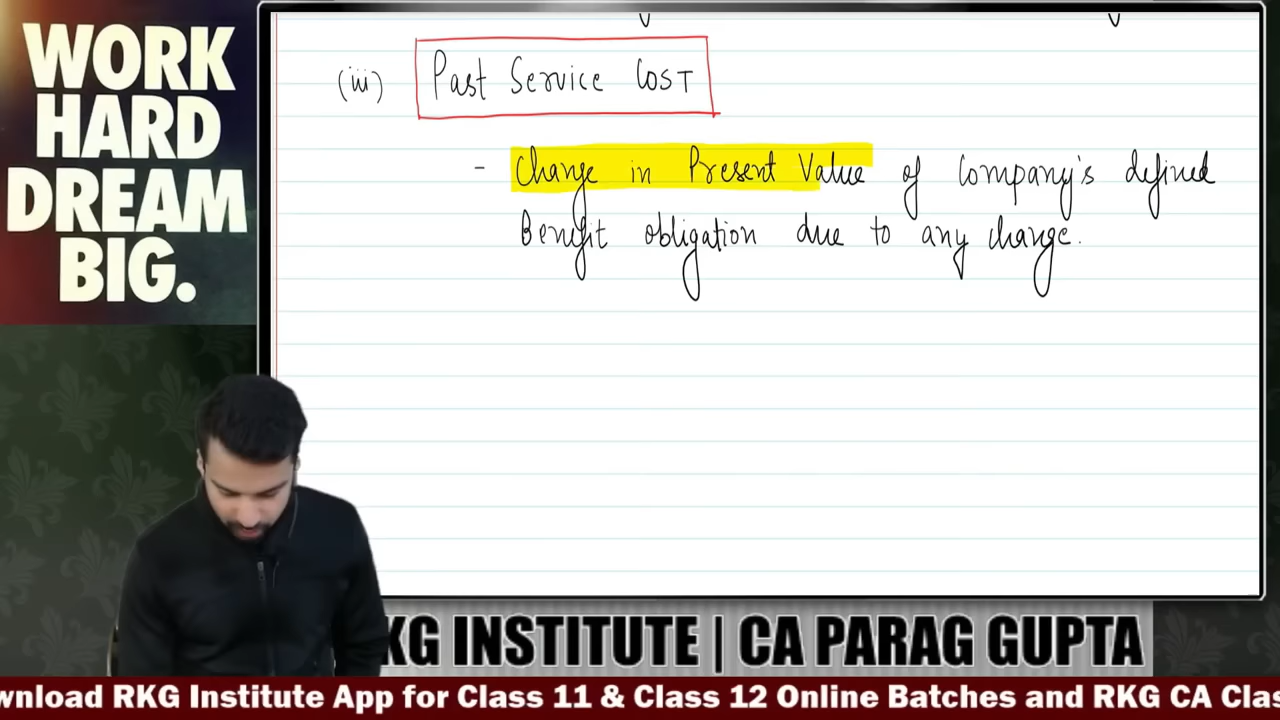 WORK
HARD
DREAM
BIG.
(iii) Past Service COST
- Change in Present Value of Company's defined
Benefit obligation due to any change.
KG INSTITUTE | CA PARAG GUPTA
wnload RKG Institute App for Class 11 & Class 12 Online Batches and RKG CA Clas